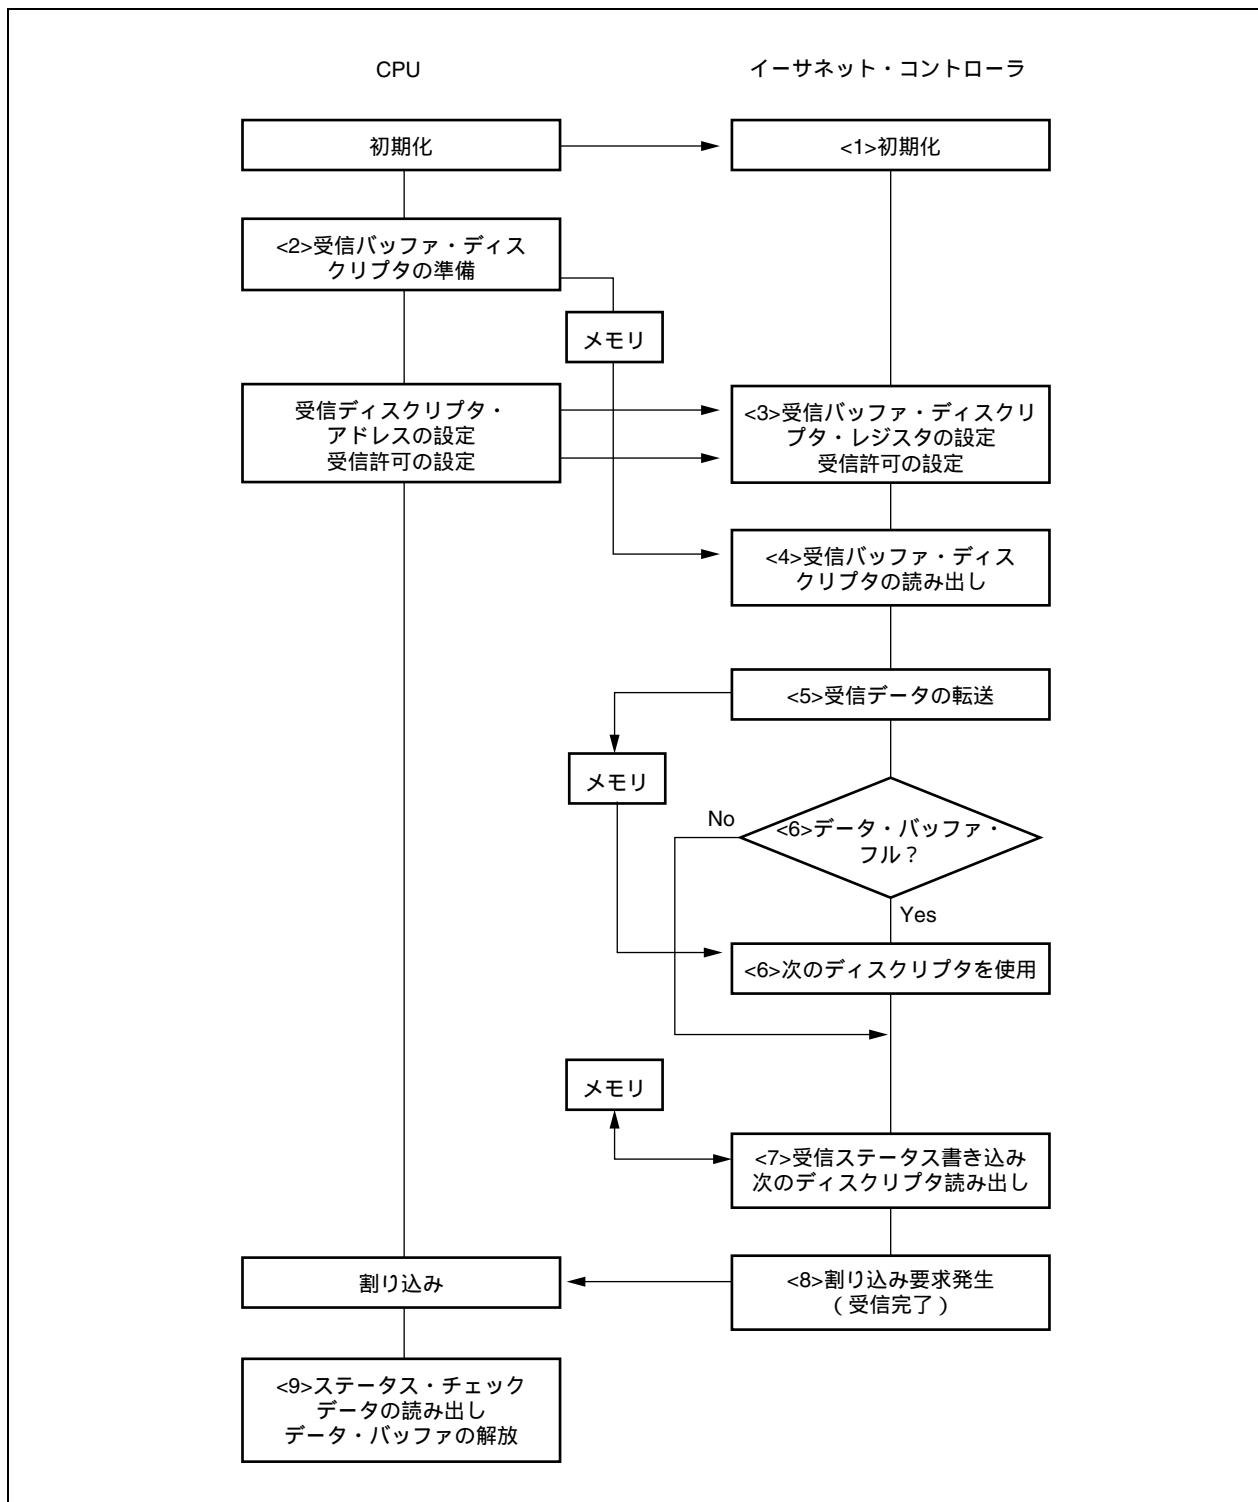 CPU
イーサネット・コントローラ
初期化
<1>初期化
<2>受信バッファ・ディス
クリプタの準備
メモリ
受信ディスクリプタ・
アドレスの設定
受信許可の設定
<3>受信バッファ・ディスクリ
プタ・レジスタの設定
受信許可の設定
<4>受信バッファ・ディス
クリプタの読み出し
<5>受信データの転送
メモリ
No
<6>データ・バッファ・
フル？
Yes
<6>次のディスクリプタを使用
メモリ
<7>受信ステータス書き込み
次のディスクリプタ読み出し
割り込み
<8>割り込み要求発生
（受信完了）
<9>ステータス・チェック
データの読み出し
データ・バッファの解放